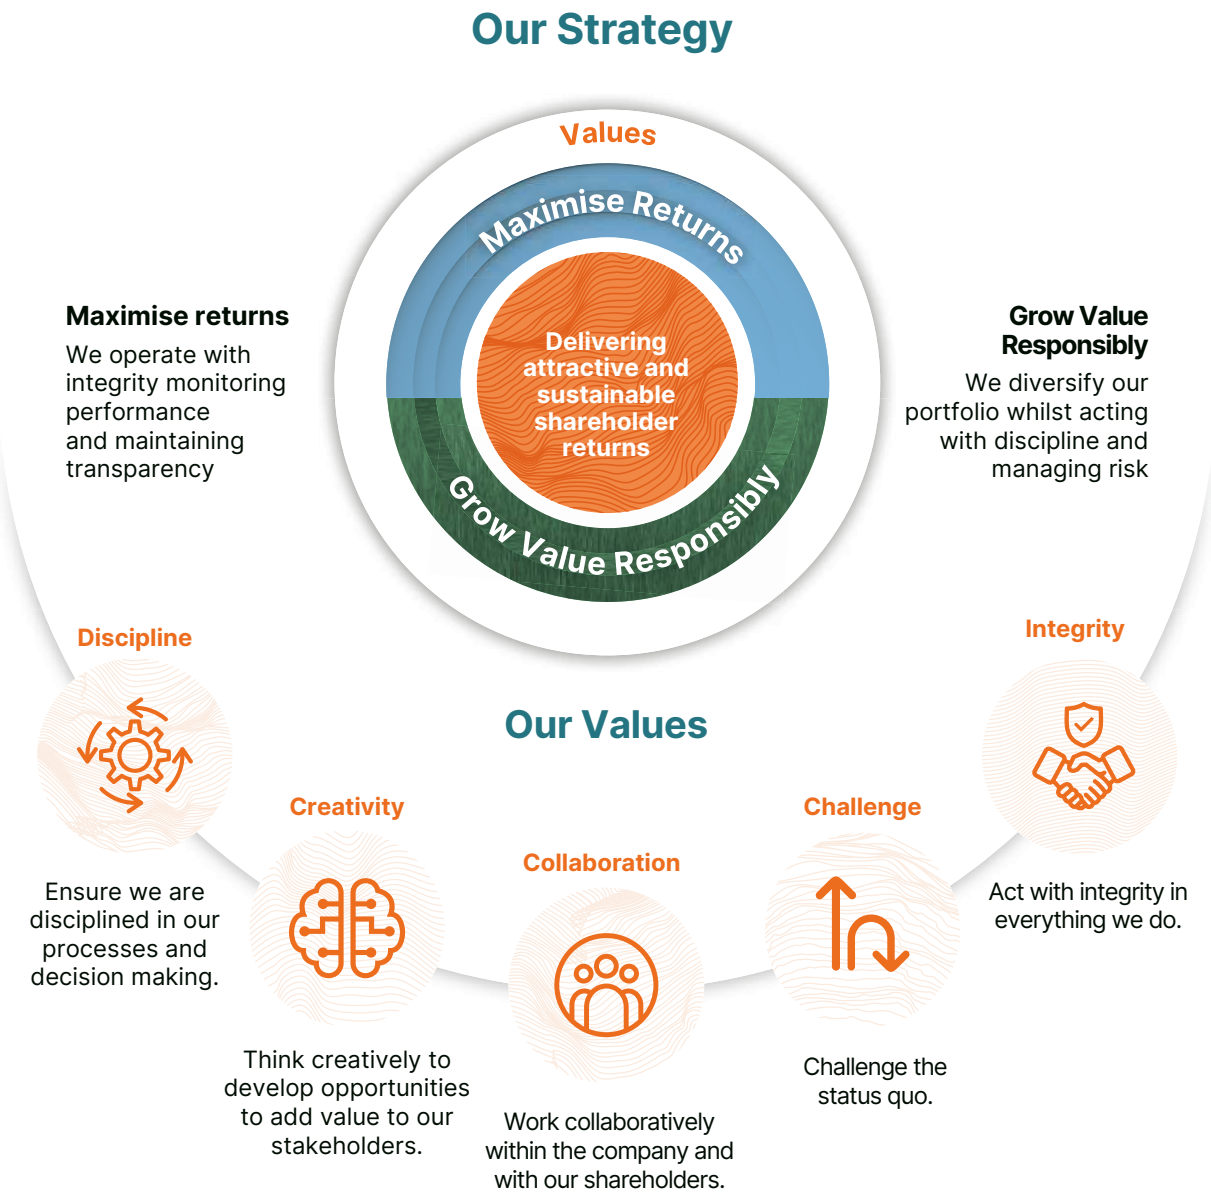 Our Strategy
Values
Maximise Returns
Delivering
attractive and
sustainable
shareholder
returns
Grow Value Responsibly
Maximise returns
We operate with
integrity monitoring
performance
and maintaining
transparency
Grow Value
Responsibly
We diversify our
portfolio whilst acting
with discipline and
managing risk
Our Values
Discipline
Ensure we are
disciplined in our
processes and
decision making.
Creativity
Think creatively to
develop opportunities
to add value to our
stakeholders.
Collaboration
Work collaboratively
within the company and
with our shareholders.
Challenge
Challenge the
status quo.
Integrity
Act with integrity in
everything we do.